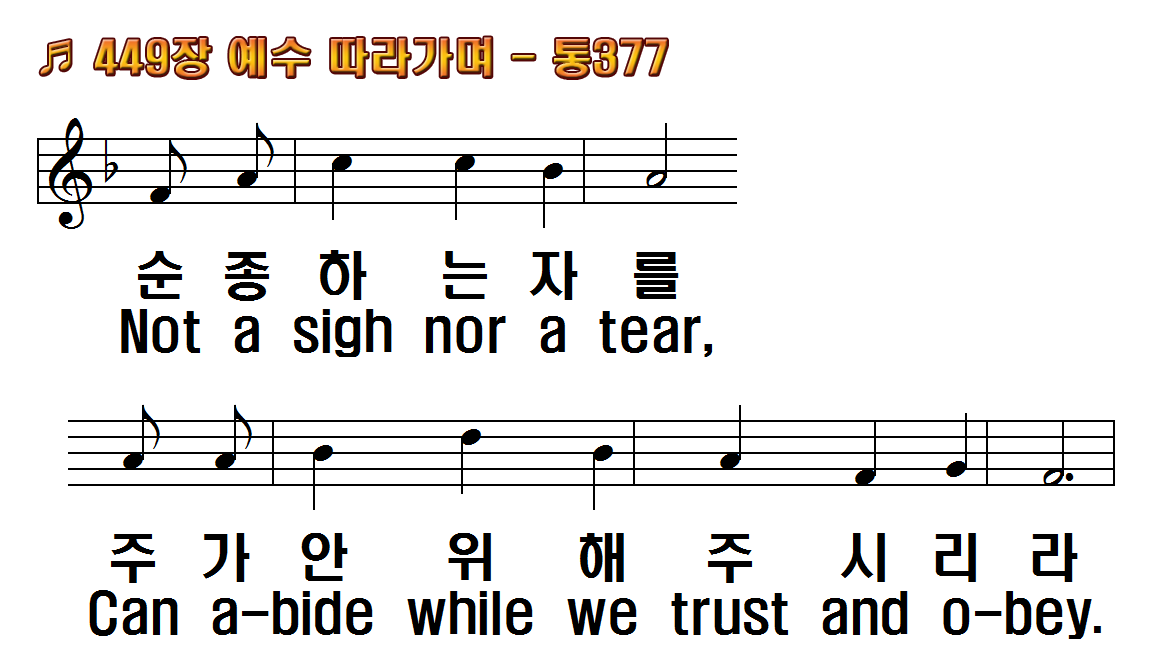 ♬ 449장 예수 따라가며 - 통377
순 종 하 는 자 를
Not a sigh nor a tear,
주 가 안 위 해 주 시 리 라
Can a-bide while we trust and o-bey.